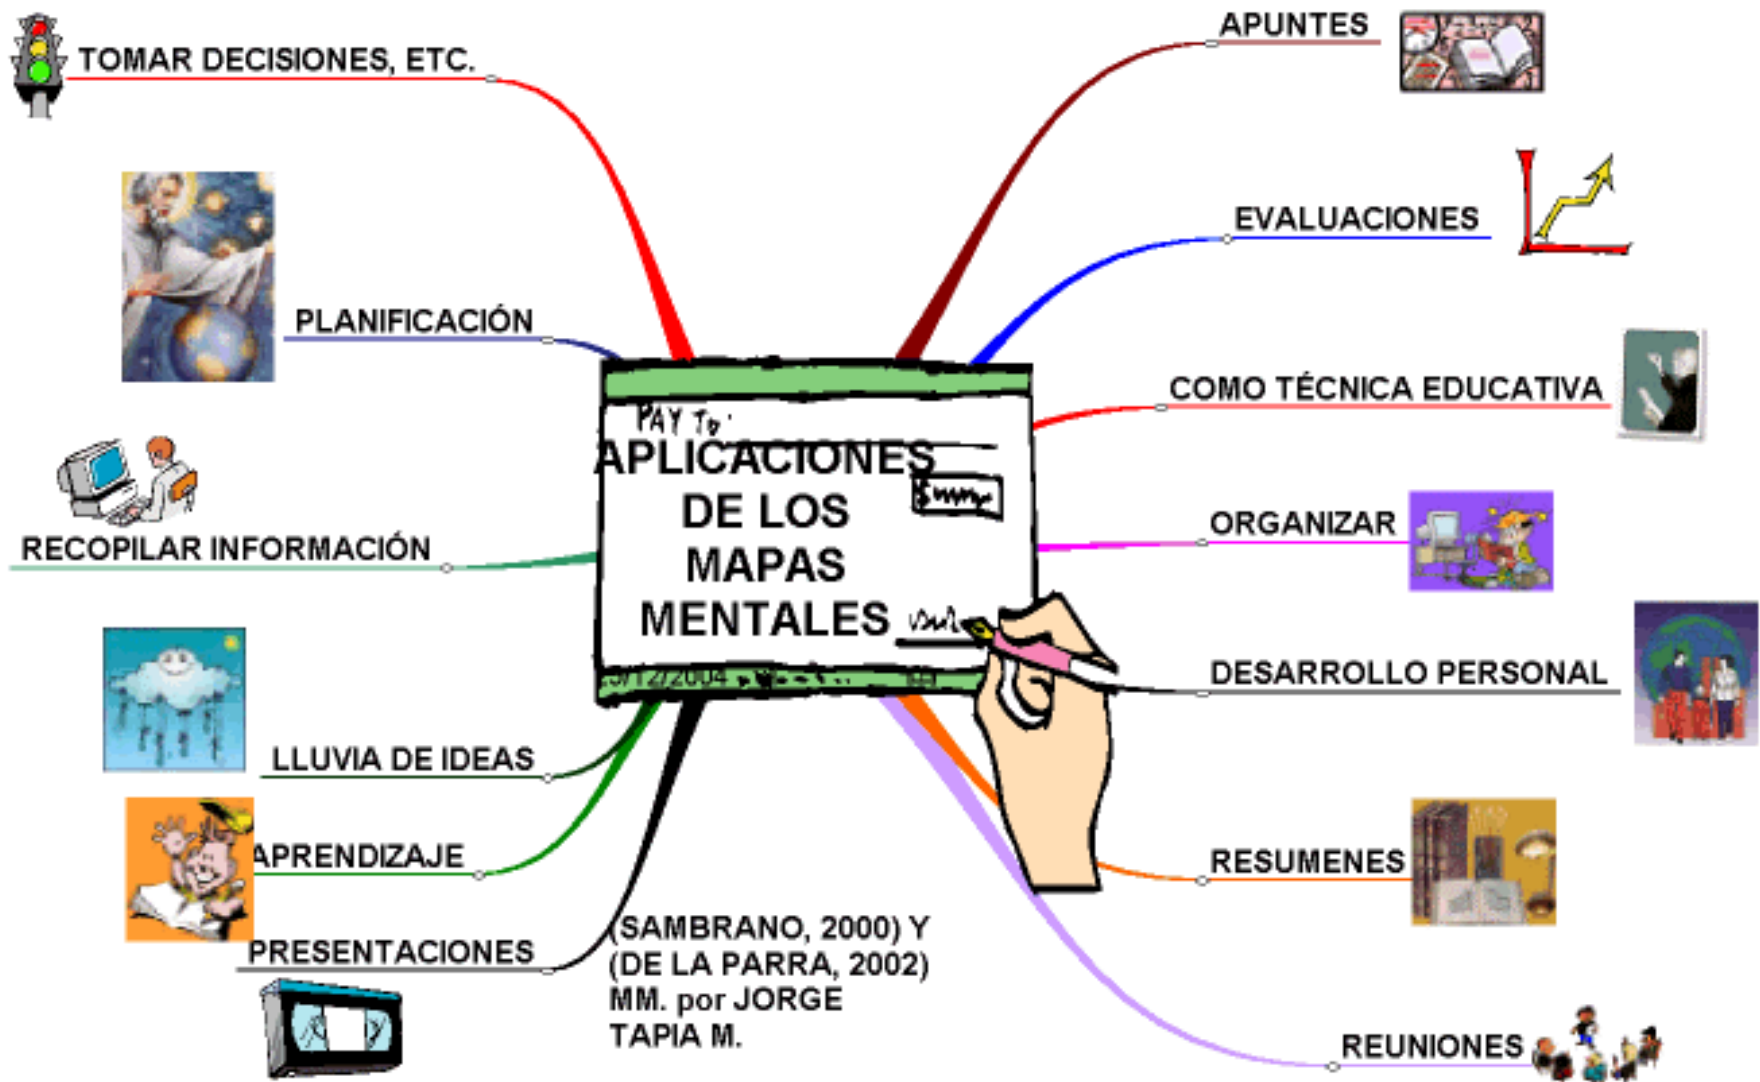 TOMAR DECISIONES, ETC.
APUNTES
EVALUACIONES
PLANIFICACIÓN
COMO TÉCNICA EDUCATIVA
PAY To
APLICACIONES
DE LOS
MAPAS
MENTALES
ORGANIZAR
RECOPILAR INFORMACIÓN
DESARROLLO PERSONAL
/12/2004
LLUVIA DE IDEAS
APRENDIZAJE
RESUMENES
PRESENTACIONES
(SAMBRANO, 2000) Y
(DE LA PARRA, 2002)
MM. por JORGE
TAPIA M.
REUNIONES